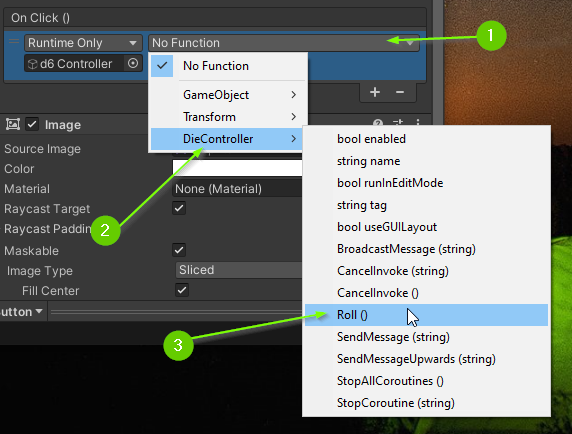 On Click ()
Runtime Only
No Function
1
d6 Controller
No Function
GameObject
Transform
DieController
Image
Source Image
Color
Material
None (Material)
Raycast Target
Raycast Paddin
2
Maskable
Image Type
Sliced
Fill Center
utton
3
bool enabled
string name
bool runInEditMode
string tag
bool useGUILayout
BroadcastMessage (string)
CancelInvoke (string)
CancelInvoke ()
Roll ()
SendMessage (string)
SendMessageUpwards (string)
StopAllCoroutines ()
StopCoroutine (string)